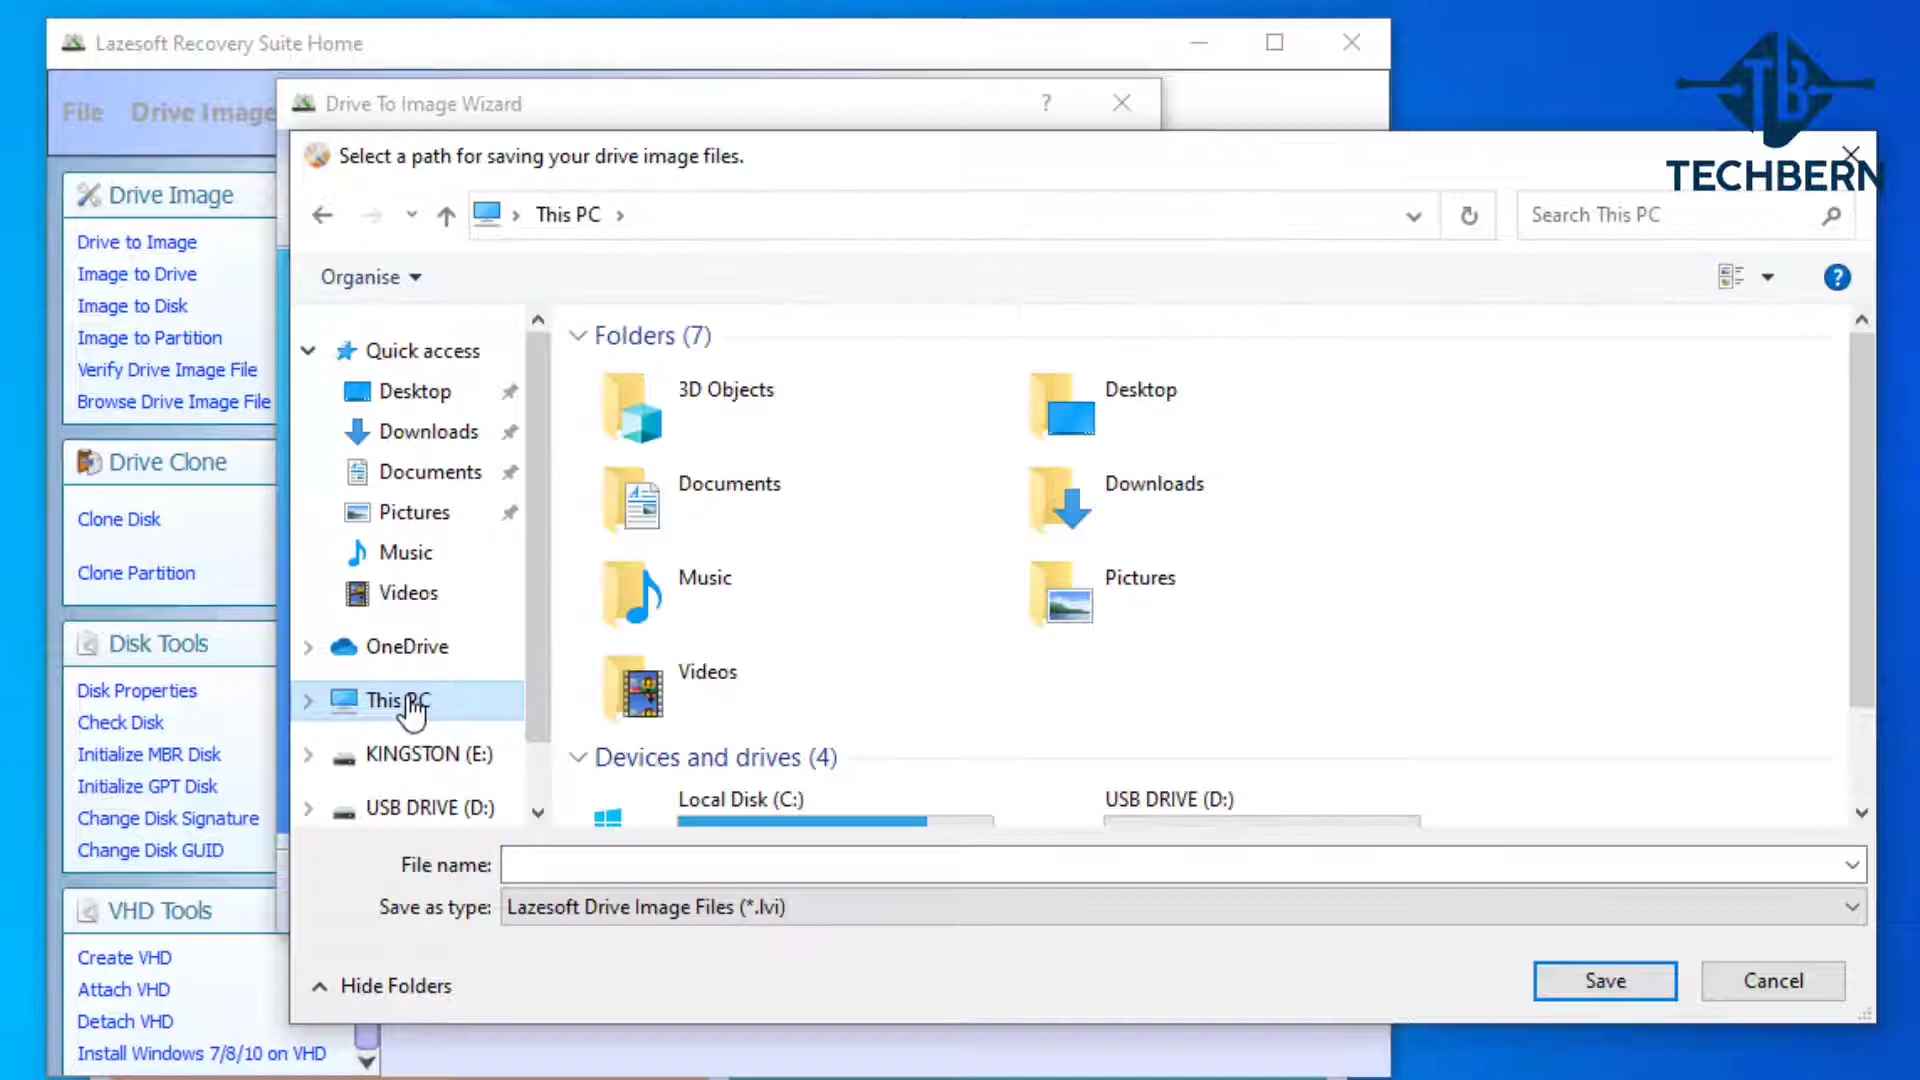 Lazesoft Recovery Suite Home
File Drive Image
Drive To Image Wizard
?
TB
TECHBERN
Select a path for saving your drive image files.
This PC
Search This PC
Organise
?
Drive Image
Drive to Image
Image to Drive
Image to Disk
Image to Partition
Verify Drive Image File
Browse Drive Image File
Drive Clone
Clone Disk
Clone Partition
Disk Tools
Disk Properties
Check Disk
Initialize MBR Disk
Initialize GPT Disk
Change Disk Signature
Change Disk GUID
VHD Tools
Create VHD
Attach VHD
Detach VHD
Install Windows 7/8/10 on VHD
Quick access
Desktop
Downloads
Documents
Pictures
Music
Videos
OneDrive
This PC
KINGSTON (E:)
USB DRIVE (D:)
Folders (7)
3D Objects
Desktop
Documents
Downloads
Music
Pictures
Videos
Devices and drives (4)
Local Disk (C:)
USB DRIVE (D:)
File name:
Save as type: Lazesoft Drive Image Files (*.lvi)
Hide Folders
Save
Cancel